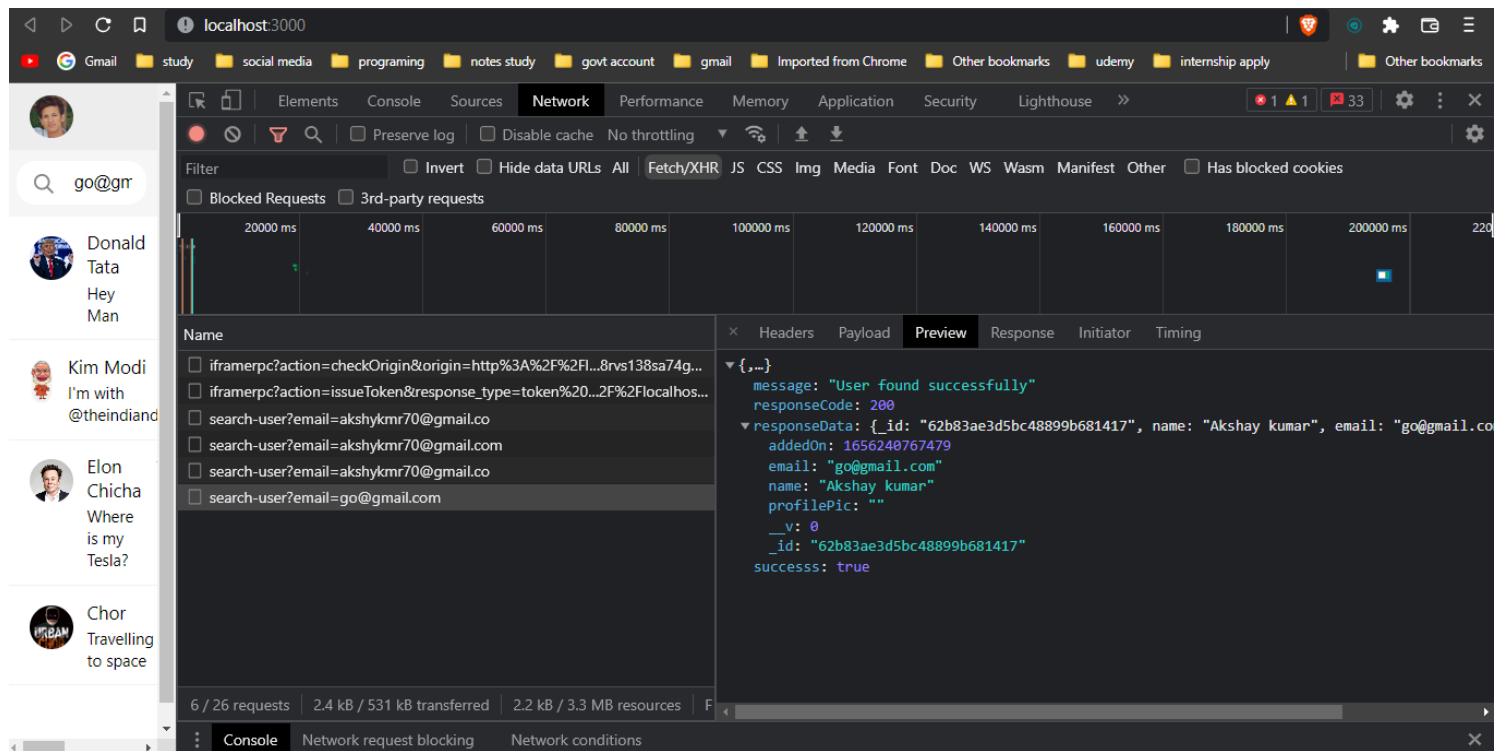 localhost:3000
Gmail study social media programing notes study govt account gmail Imported from Chrome Other bookmarks udemy internship apply Other bookmarks
Elements Console Sources Network Performance Memory Application Security Lighthouse 1 1 33
Preserve log Disable cache No throttling
Filter Invert Hide data URLs All Fetch/XHR JS CSS Img Media Font Doc WS Wasm Manifest Other Has blocked cookies
Blocked Requests 3rd-party requests
20000 ms 40000 ms 60000 ms 80000 ms 100000 ms 120000 ms 140000 ms 160000 ms 180000 ms 200000 ms 220
go@gm
Donald
Tata
Hey
Man
Kim Modi
I'm with
@theindiand
Elon
Chicha
Where
is my
Tesla?
Chor
Travelling
to space
URBAN
Name
iframerpc?action=checkOrigin&origin=http%3A%2F%2Fl...8rvs138sa74g...
iframerpc?action=issueToken&response_type=token%20...2F%2Flocalhos...
search-user?email=akshykmr70@gmail.co
search-user?email=akshykmr70@gmail.com
search-user?email=akshykmr70@gmail.co
search-user?email=go@gmail.com
6 / 26 requests 2.4 kB / 531 kB transferred 2.2 kB / 3.3 MB resources F
Headers Payload Preview Response Initiator Timing
{,…}
message: "User found successfully"
responseCode: 200
responseData: {_id: "62b83ae3d5bc48899b681417", name: "Akshay kumar", email: "go@gmail.co
addedOn: 1656240767479
email: "go@gmail.com"
name: "Akshay kumar"
profilePic: ""
__v: 0
_id: "62b83ae3d5bc48899b681417"
successs: true
Console Network request blocking Network conditions